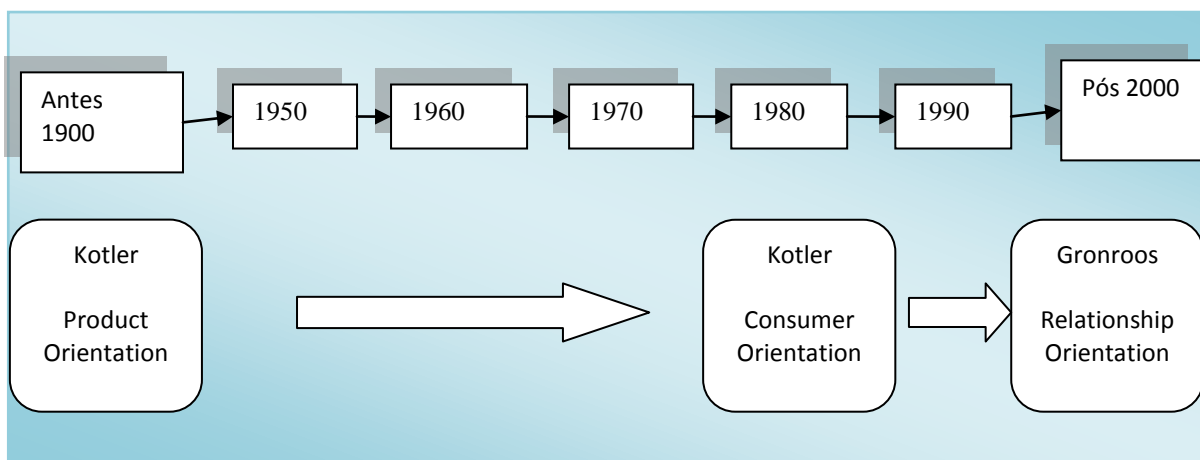 Antes
1900
1950
1960
1970
1980
1990
Pós 2000
Kotler
Product
Orientation
Kotler
Consumer
Orientation
Gronroos
Relationship
Orientation